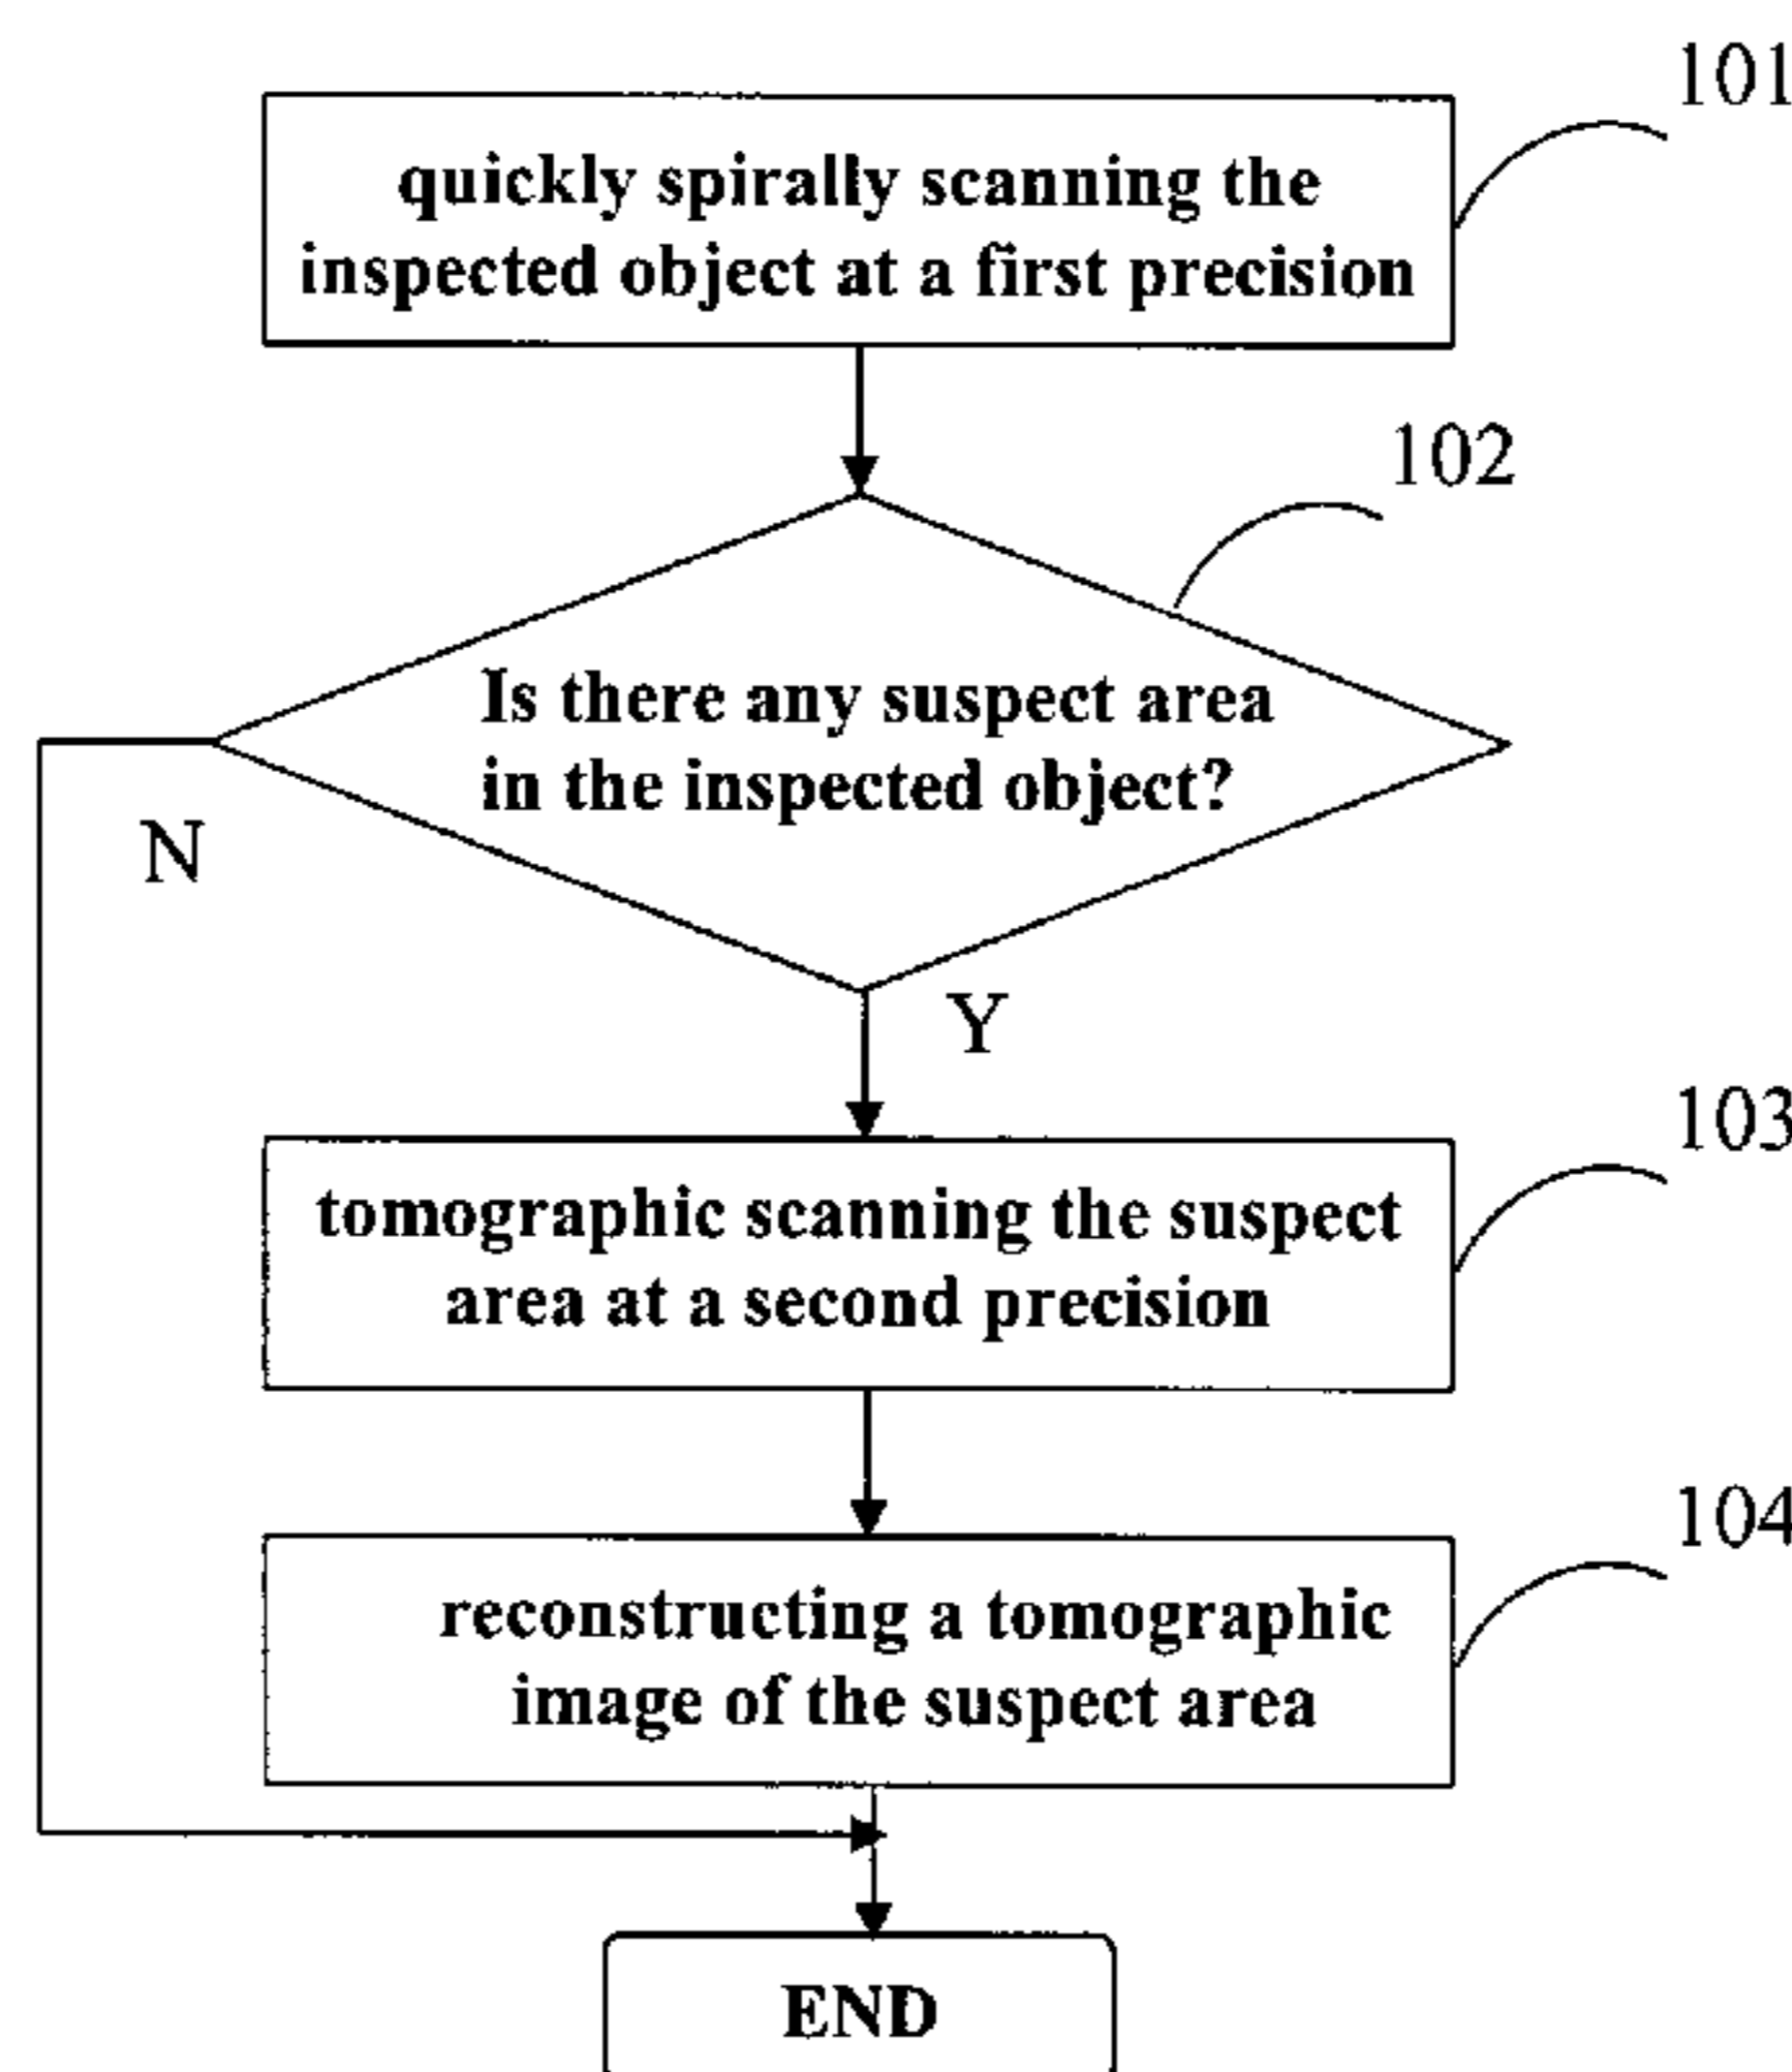 101
quickly spirally scanning the
inspected object at a first precision
102
Is there any suspect area
in the inspected object?
N
Y
103
tomographic scanning the suspect
area at a second precision
104
reconstructing a tomographic
image of the suspect area
END